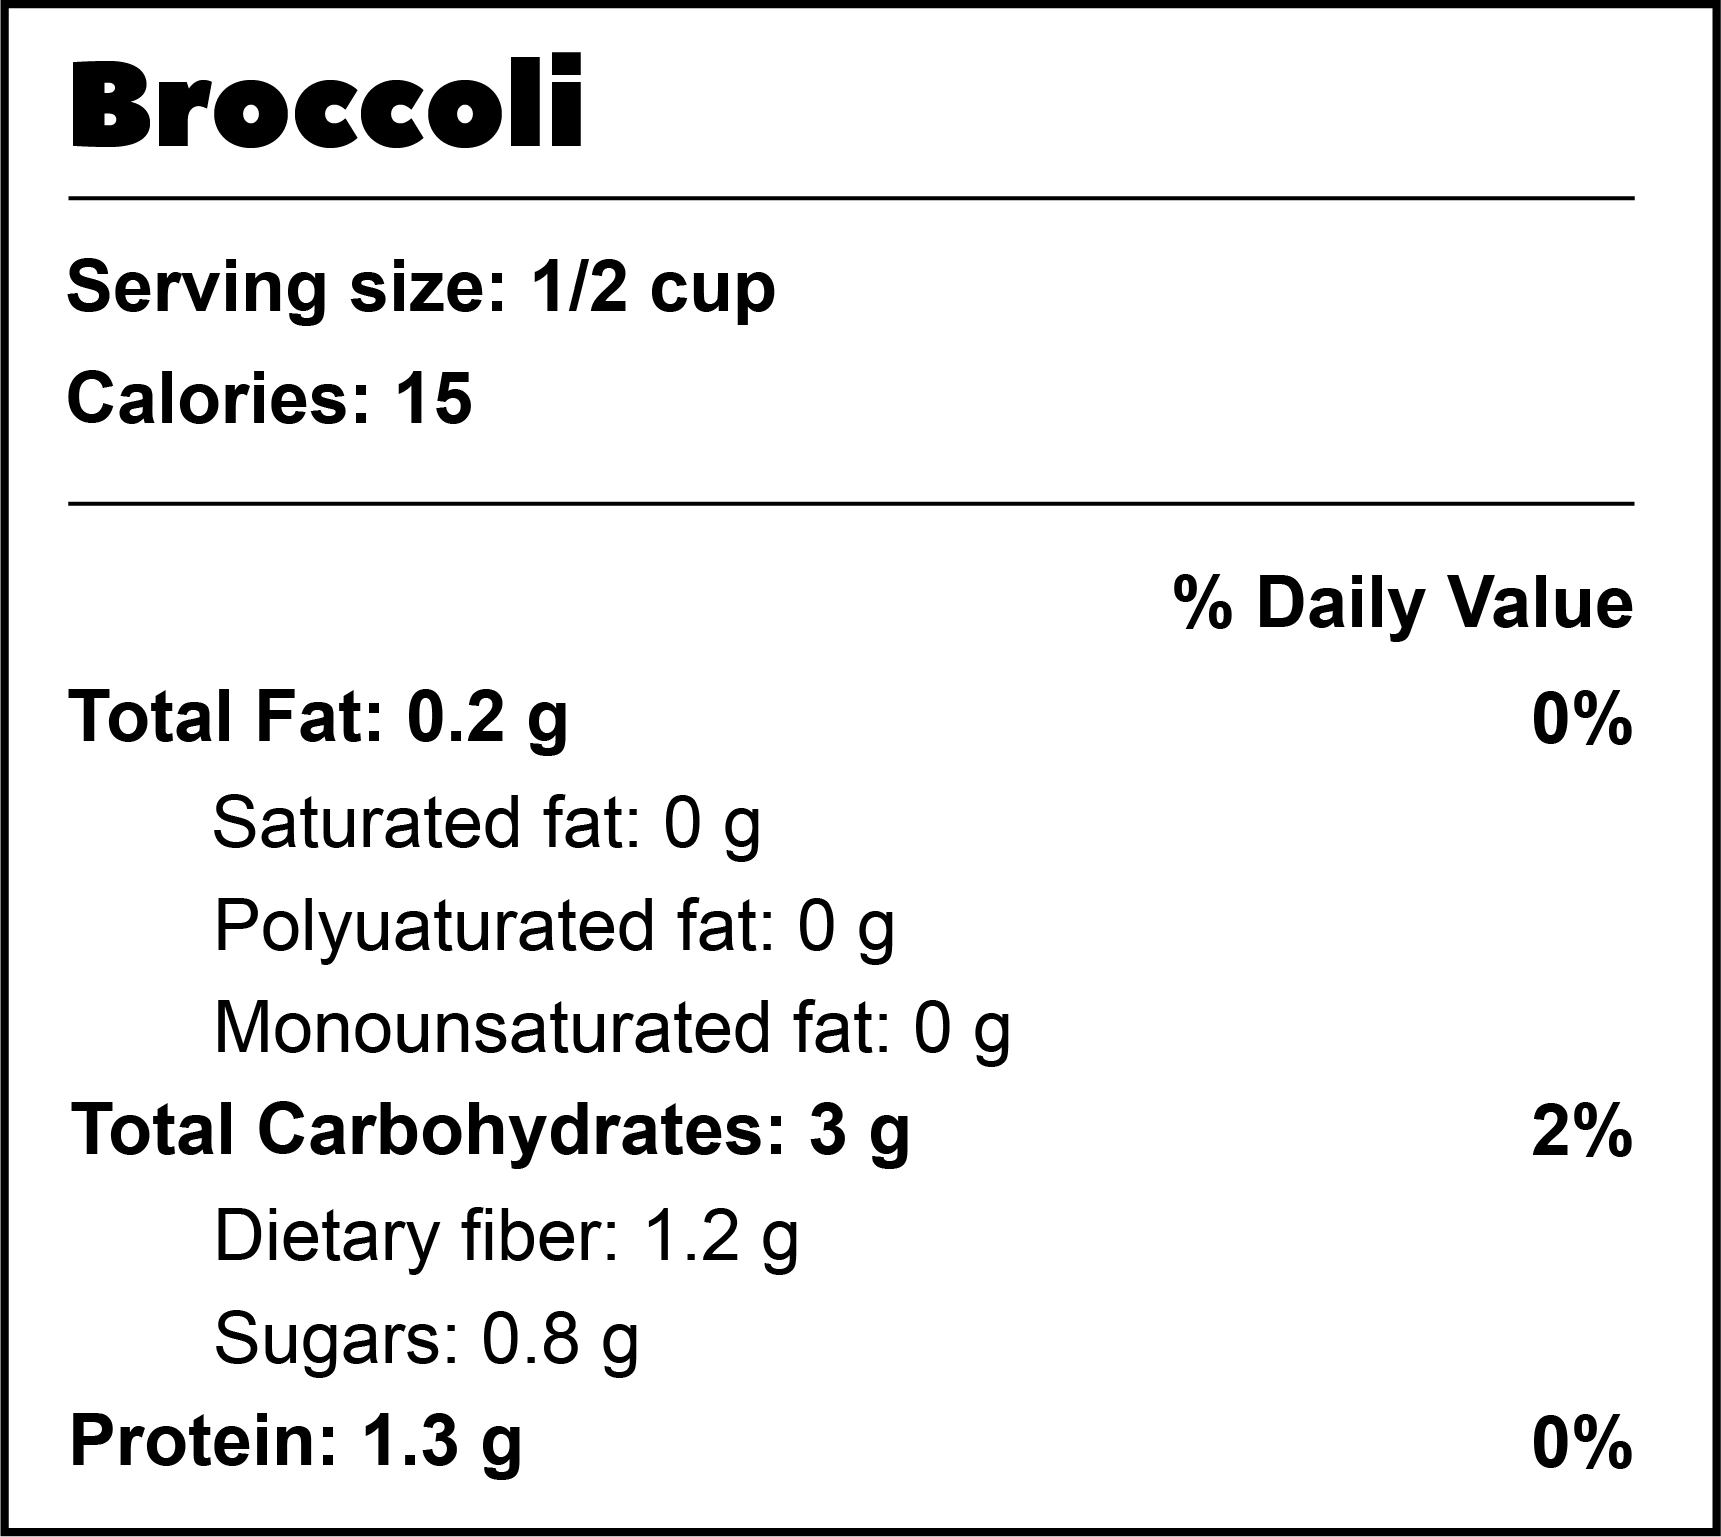 Broccoli
Serving size: 1/2 cup
Calories: 15
% Daily Value
Total Fat: 0.2 g 0%
Saturated fat: 0 g
Polyuaturated fat: 0 g
Monounsaturated fat: 0 g
Total Carbohydrates: 3 g 2%
Dietary fiber: 1.2 g
Sugars: 0.8 g
Protein: 1.3 g 0%